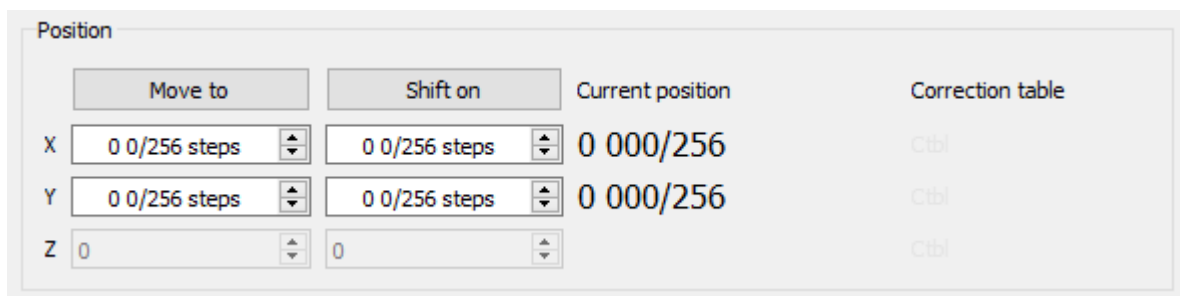 Position
Move to Shift on Current position Correction table
X 0 0/256 steps 0 0/256 steps 0 000/256 Ctbl
Y 0 0/256 steps 0 0/256 steps 0 000/256 Ctbl
Z 0 0 Ctbl